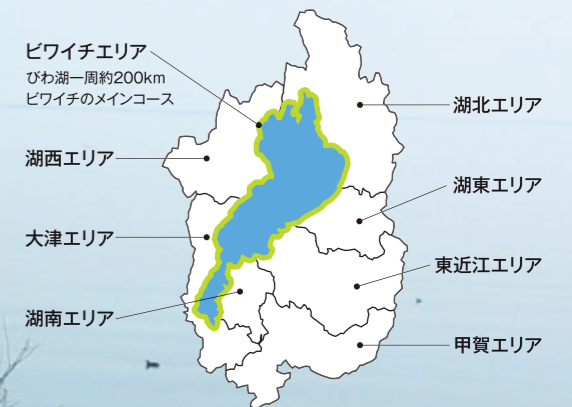 ビワイチエリア
びわ湖一周約200km
ビワイチのメインコース
湖西エリア
大津エリア
湖南エリア
湖北エリア
湖東エリア
東近江エリア
甲賀エリア